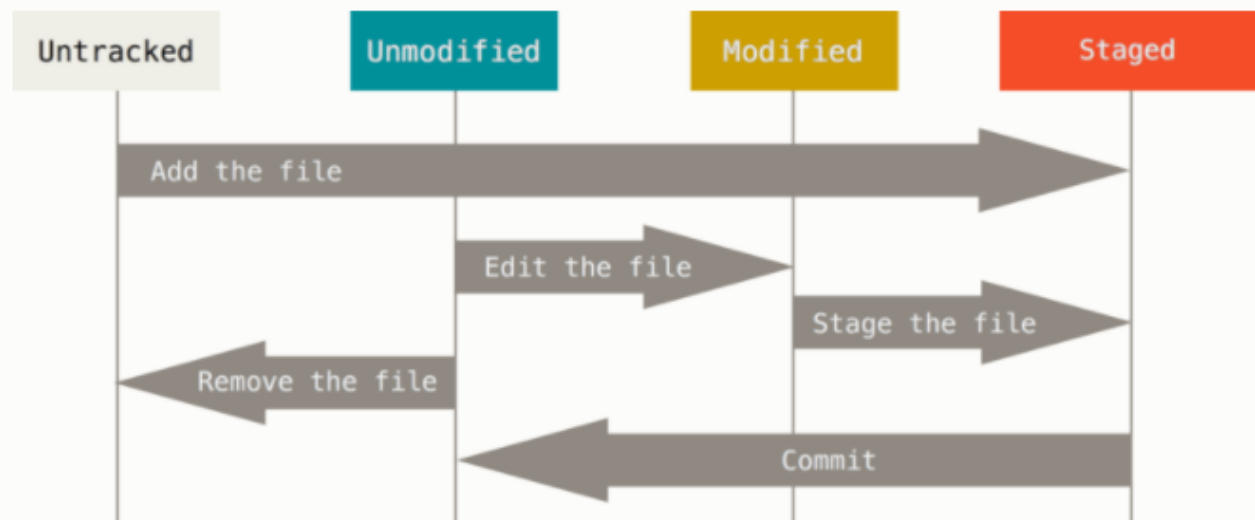 Untracked
Unmodified
Modified
Staged
Add the file
Edit the file
Stage the file
Remove the file
Commit